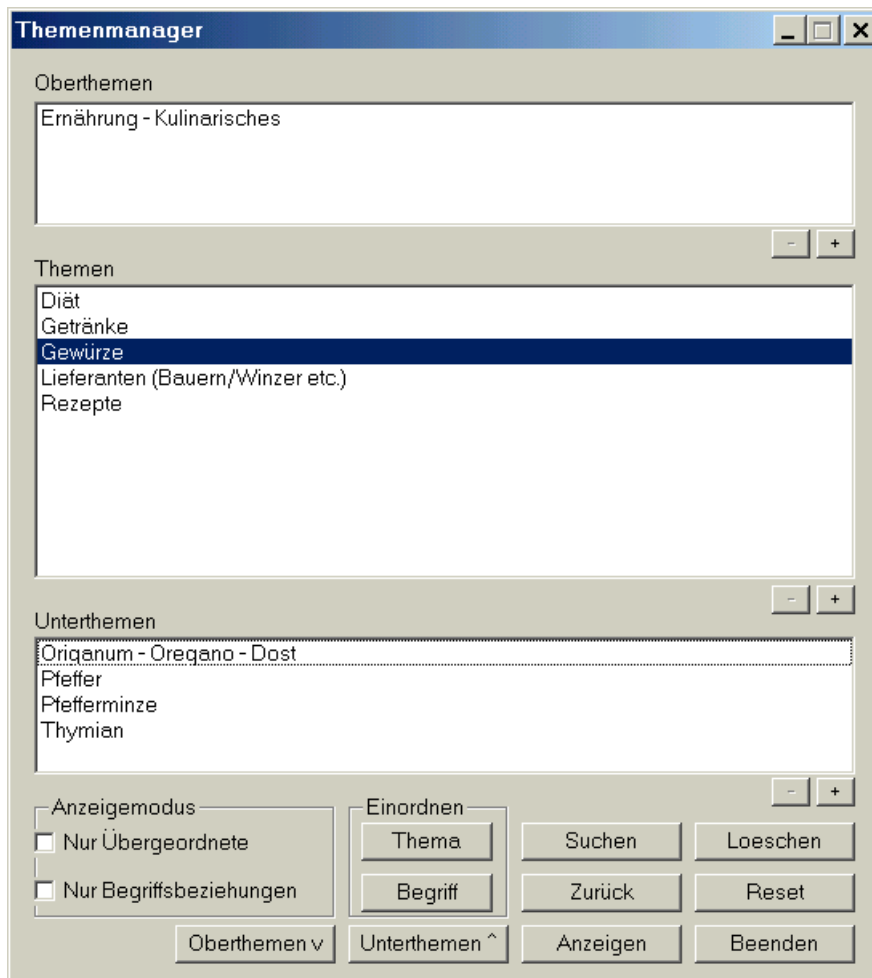 Themenmanager
Oberthemen
Ernährung - Kulinarisches
- +
Themen
Diät
Getränke
Gewürze
Lieferanten (Bauern/Winzer etc.)
Rezepte
- +
Unterthemen
Origanum - Oregano - Dost
Pfeffer
Pfefferminze
Thymian
- +
Anzeigemodus
Nur Übergeordnete
Nur Begriffsbeziehungen
Einordnen
Thema
Begriff
Suchen
Loeschen
Zurück
Reset
Oberthemen v
Unterthemen ^
Anzeigen
Beenden